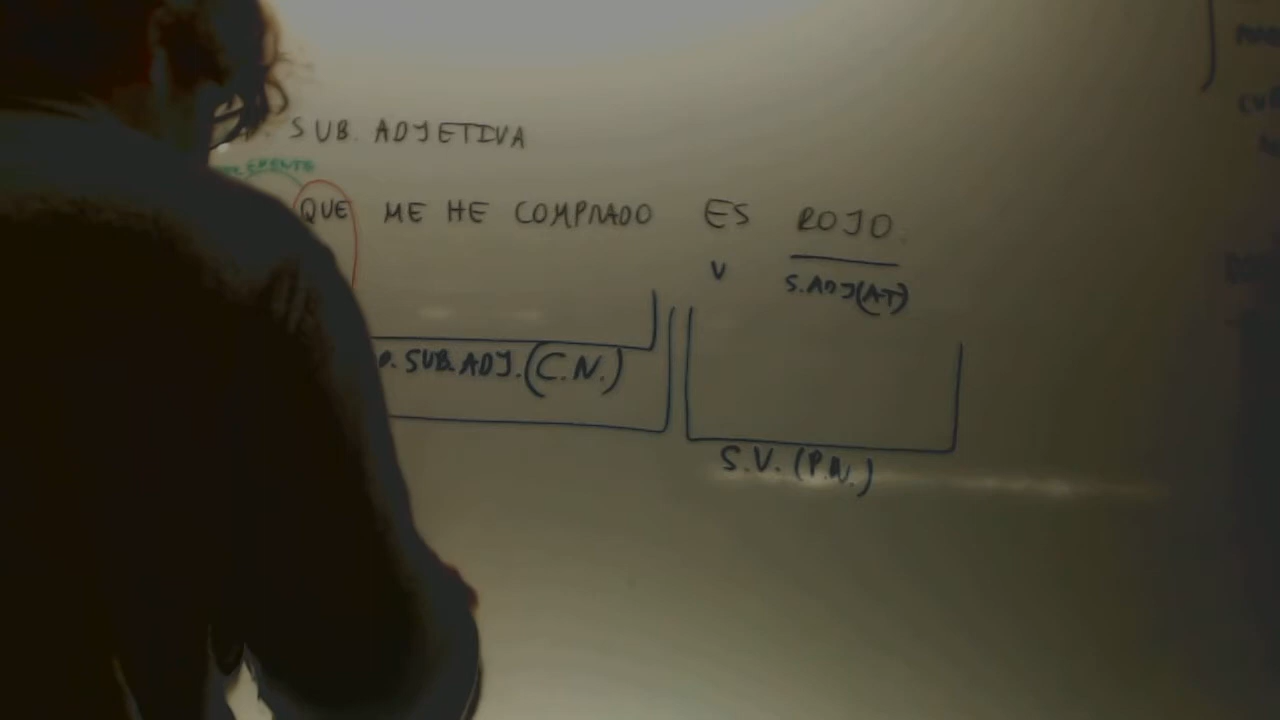 SUB. ADJETIVA
QUE ME HE COMPRADO ES ROJO.
V S.ADJ(AT)
O. SUB. ADJ. (C.N.)
S.V. (P.N.)